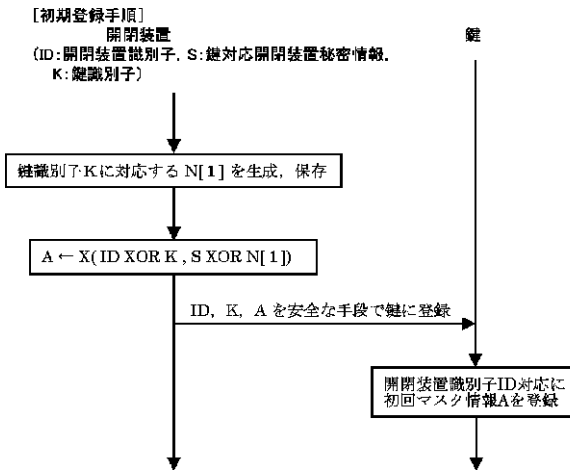 [初期登録手順]
開閉装置
(ID:開閉装置識別子, S:鍵対応開閉装置秘密情報,
K:鍵識別子)
鍵
鍵識別子Kに対応する N[1] を生成, 保存
A ← X( ID XOR K , S XOR N[1])
ID, K, A を安全な手段で鍵に登録
開閉装置識別子ID対応に
初回マスク情報Aを登録